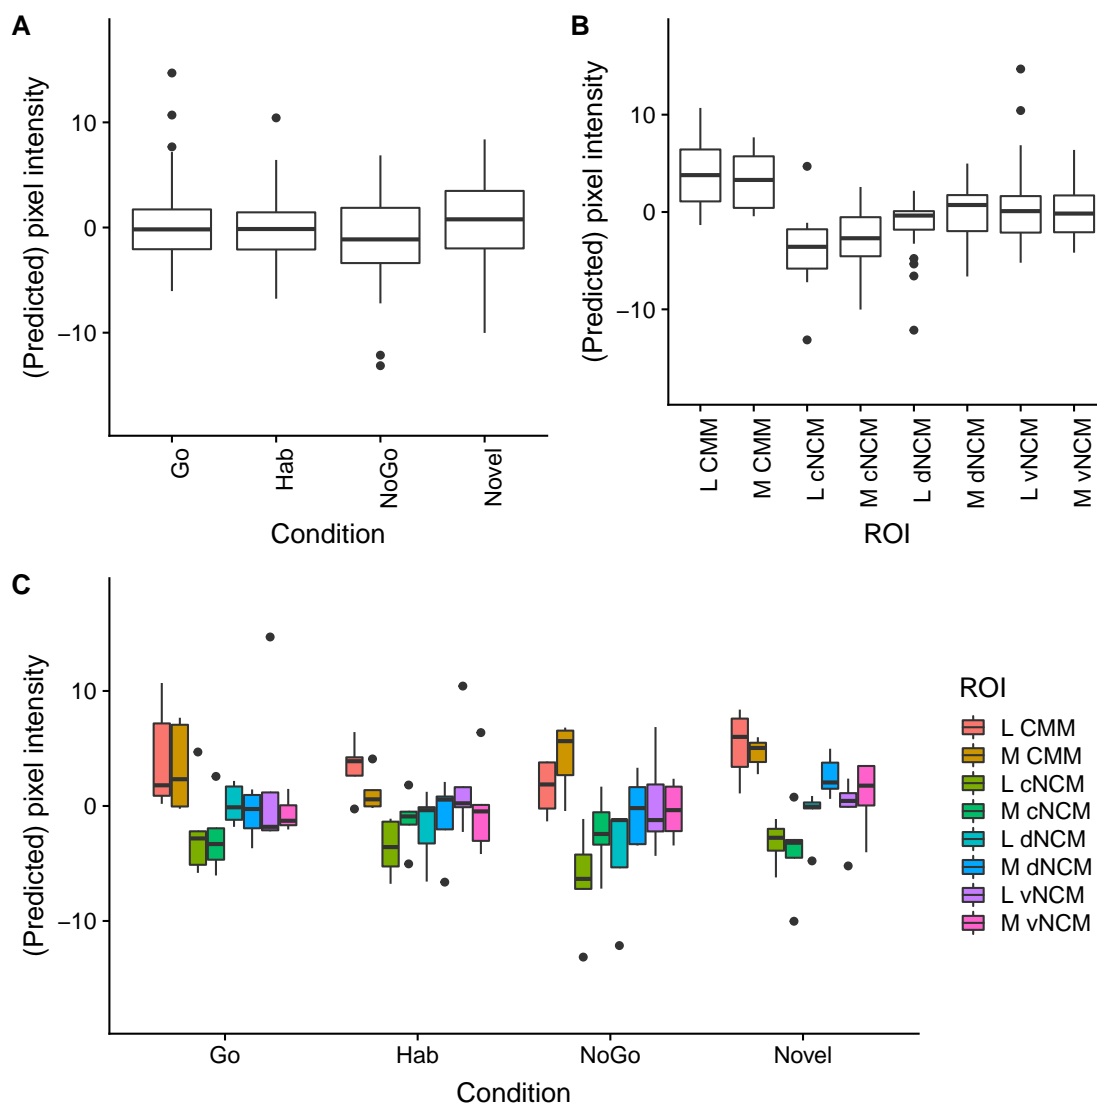 A
(Predicted) pixel intensity
10
0
−10
Go
Hab
NoGo
Novel
Condition
B
(Predicted) pixel intensity
10
0
−10
L CMM
M CMM
L cNCM
M cNCM
L dNCM
M dNCM
L vNCM
M vNCM
ROI
C
(Predicted) pixel intensity
10
0
−10
Go
Hab
NoGo
Novel
Condition
ROI
L CMM
M CMM
L cNCM
M cNCM
L dNCM
M dNCM
L vNCM
M vNCM